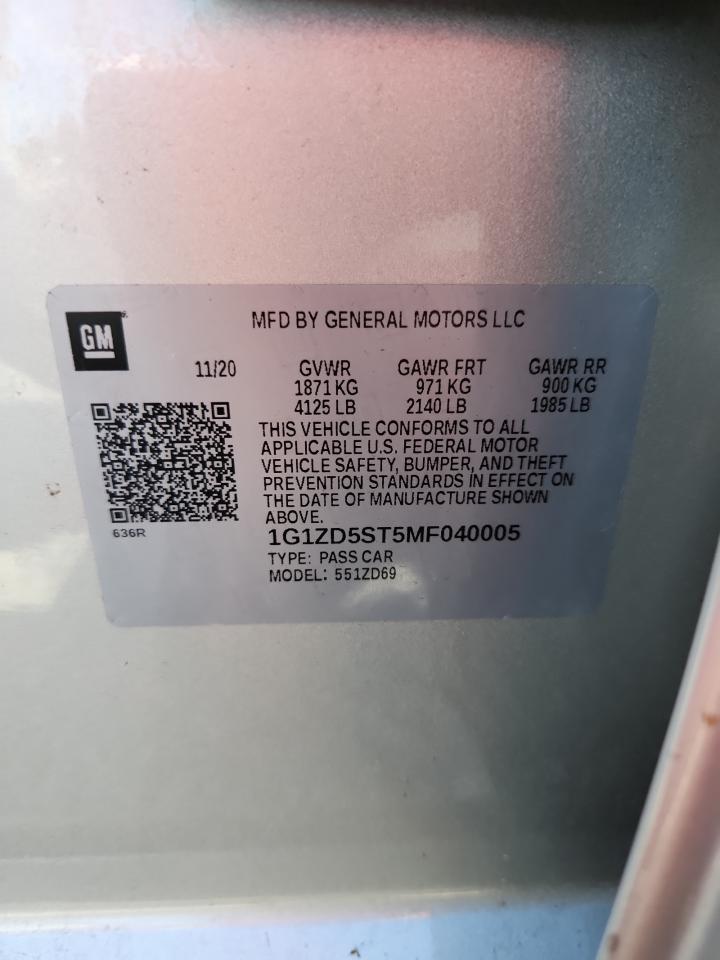 GM
MFD BY GENERAL MOTORS LLC
11/20 GVWR GAWR FRT GAWR RR
1871 KG 971 KG 900 KG
4125 LB 2140 LB 1985 LB
THIS VEHICLE CONFORMS TO ALL
APPLICABLE U.S. FEDERAL MOTOR
VEHICLE SAFETY, BUMPER, AND THEFT
PREVENTION STANDARDS IN EFFECT ON
THE DATE OF MANUFACTURE SHOWN
ABOVE.
636R
1G1ZD5ST5MF040005
TYPE: PASS CAR
MODEL: 551ZD69